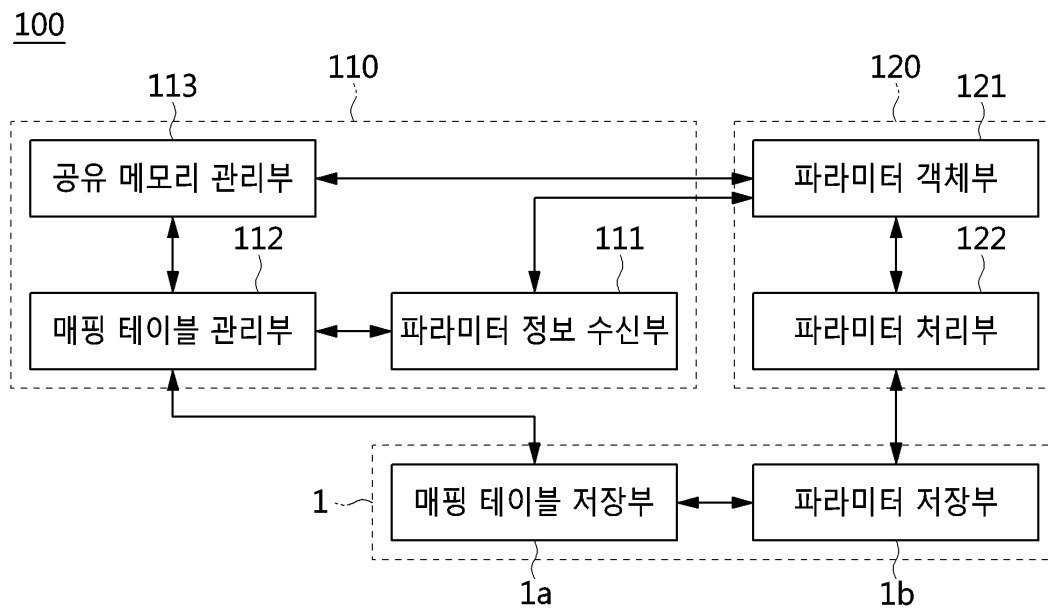 100
110
120
113
121
공유 메모리 관리부
파라미터 객체부
112
111
122
매핑 테이블 관리부
파라미터 정보 수신부
파라미터 처리부
1
매핑 테이블 저장부
파라미터 저장부
1a
1b